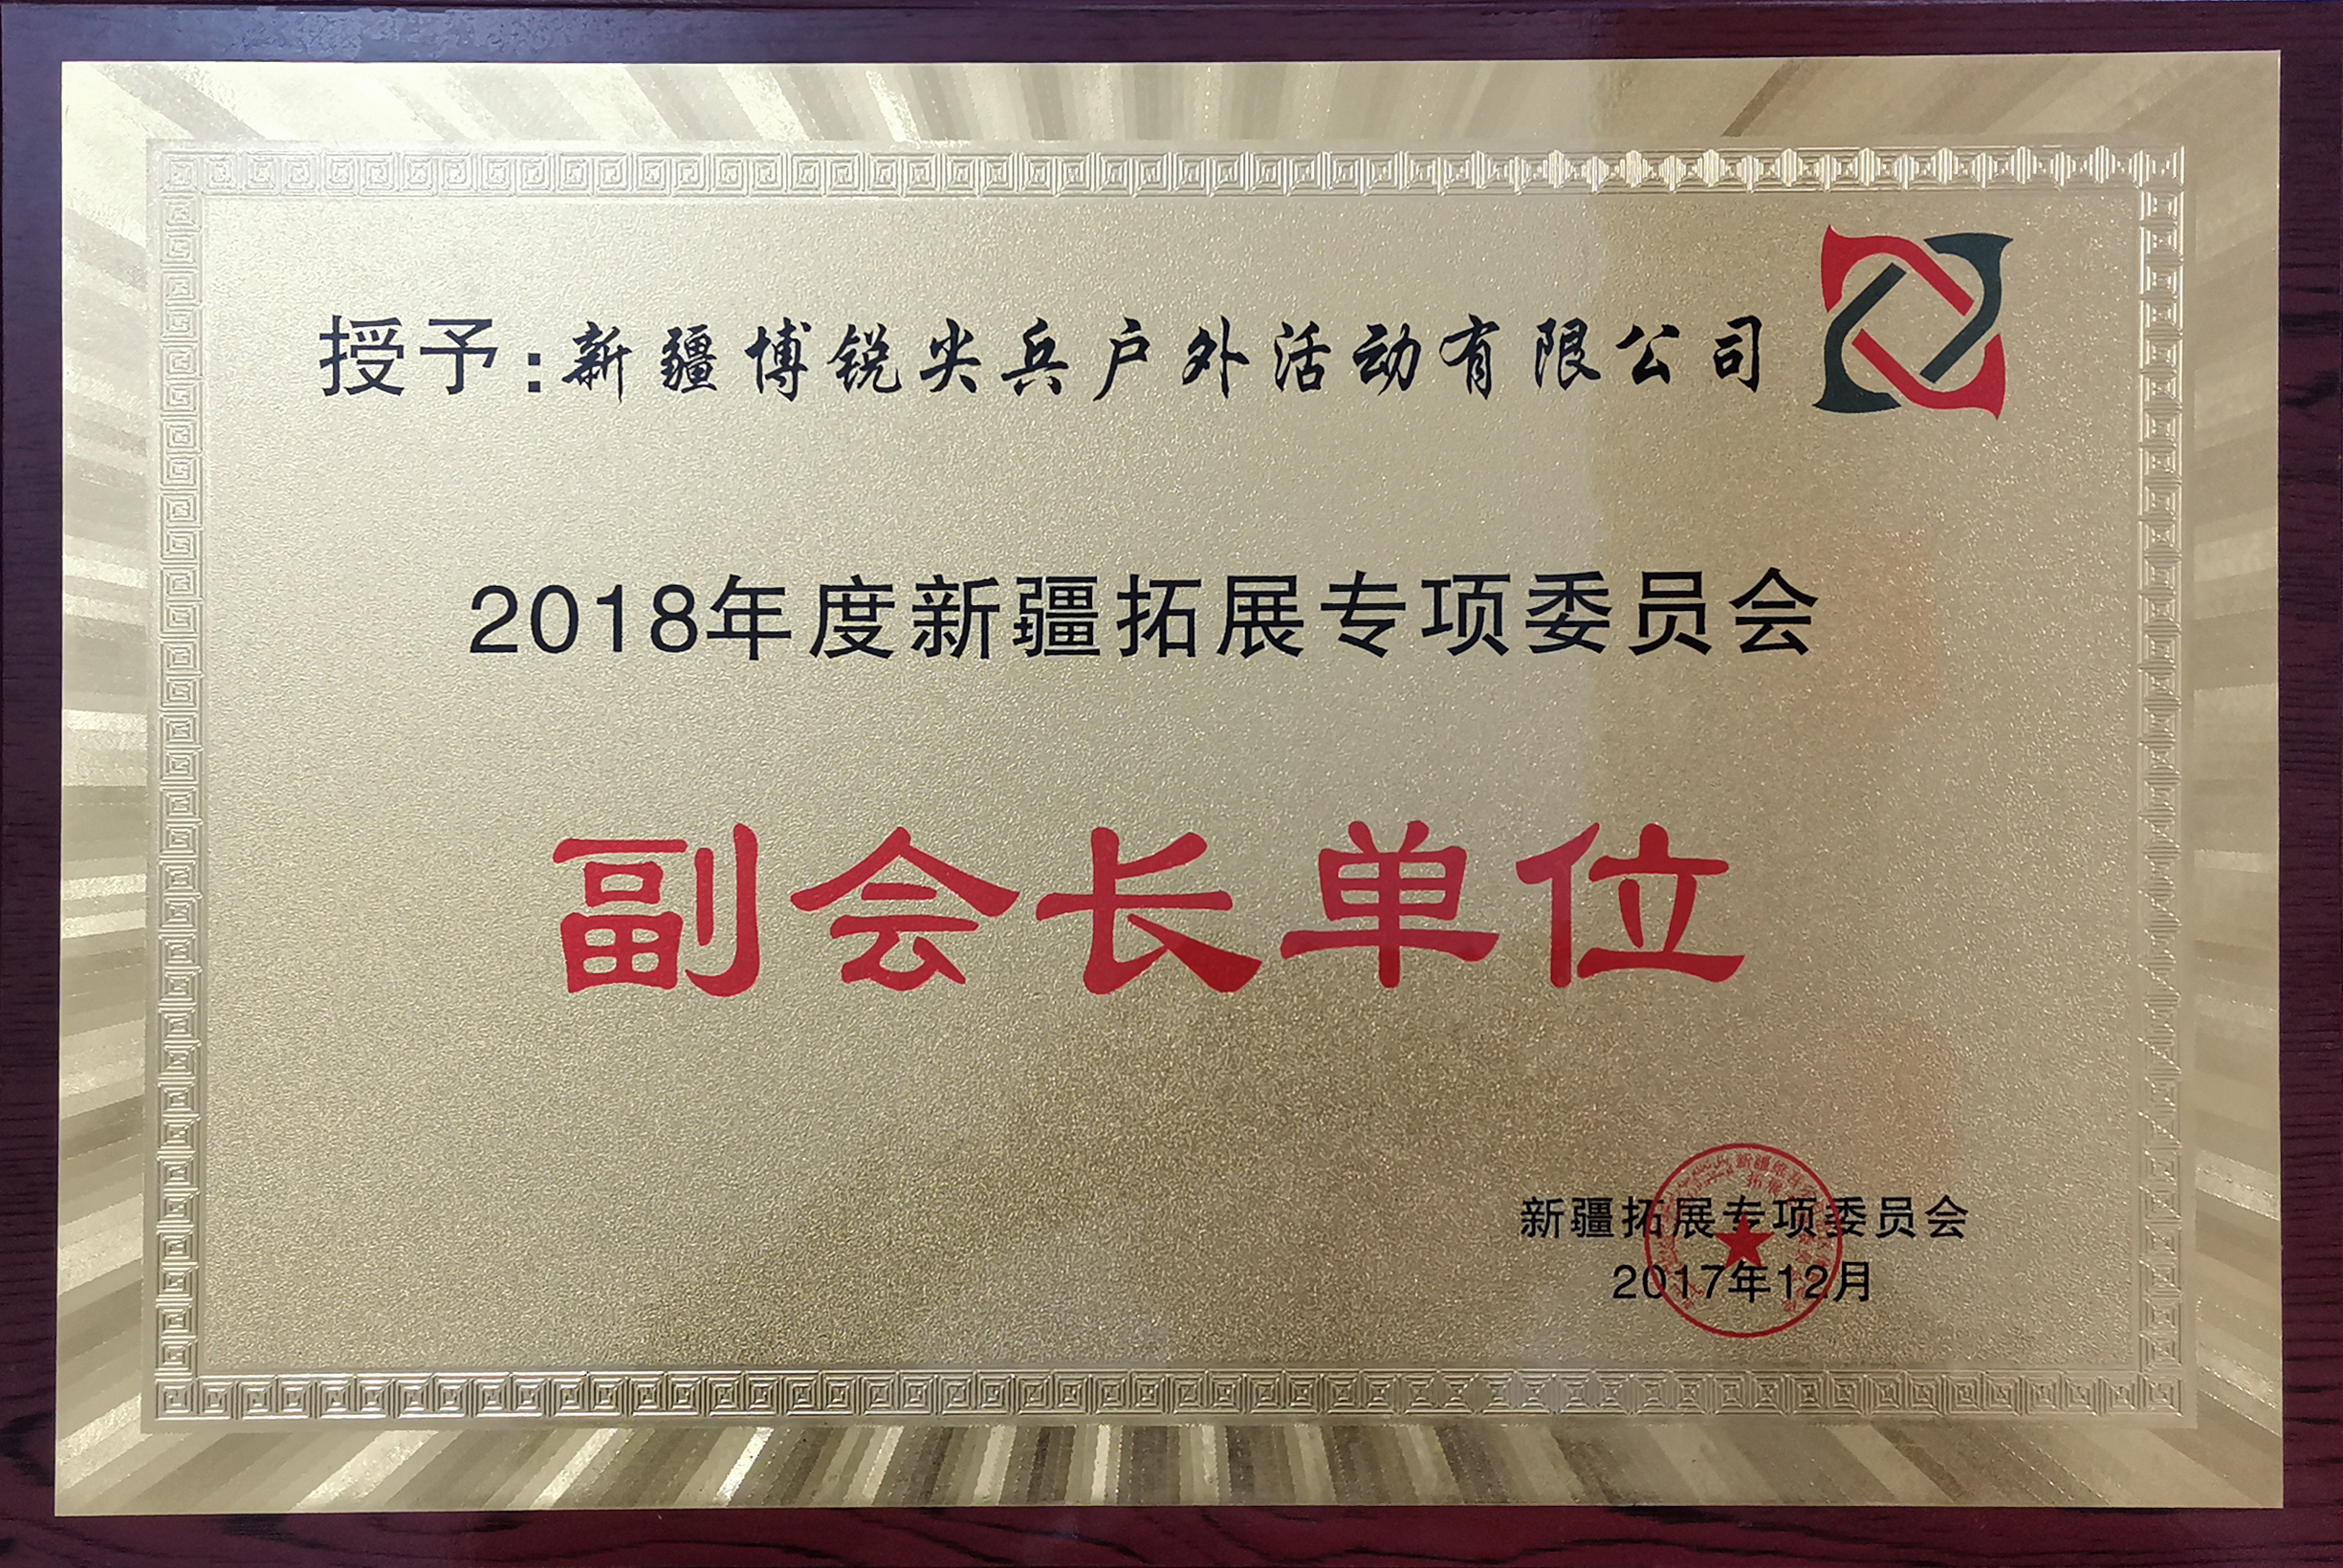 授予:新疆博锐尖兵户外活动有限公司
2018年度新疆拓展专项委员会
副会长单位
新疆拓展专项委员会
2017年12月